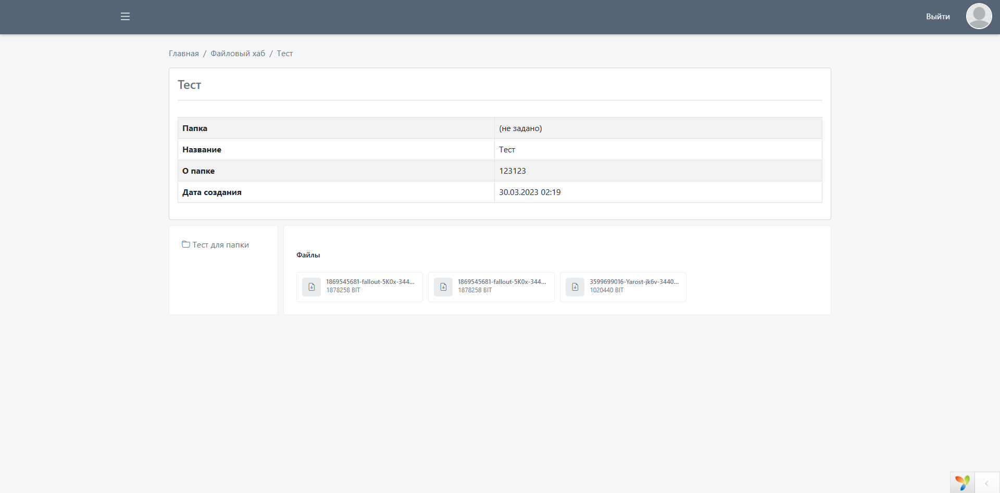 Выйти
Главная / Файловый хаб / Тест
Тест
Папка (не задано)
Название Тест
О папке 123123
Дата создания 30.03.2023 02:19
Тест для папки
Файлы
1869545681-fallout-5K0x-344...
1878258 BIT
1869545681-fallout-5K0x-344...
1878258 BIT
3599699016-Yarost-jk6v-3440...
1020440 BIT